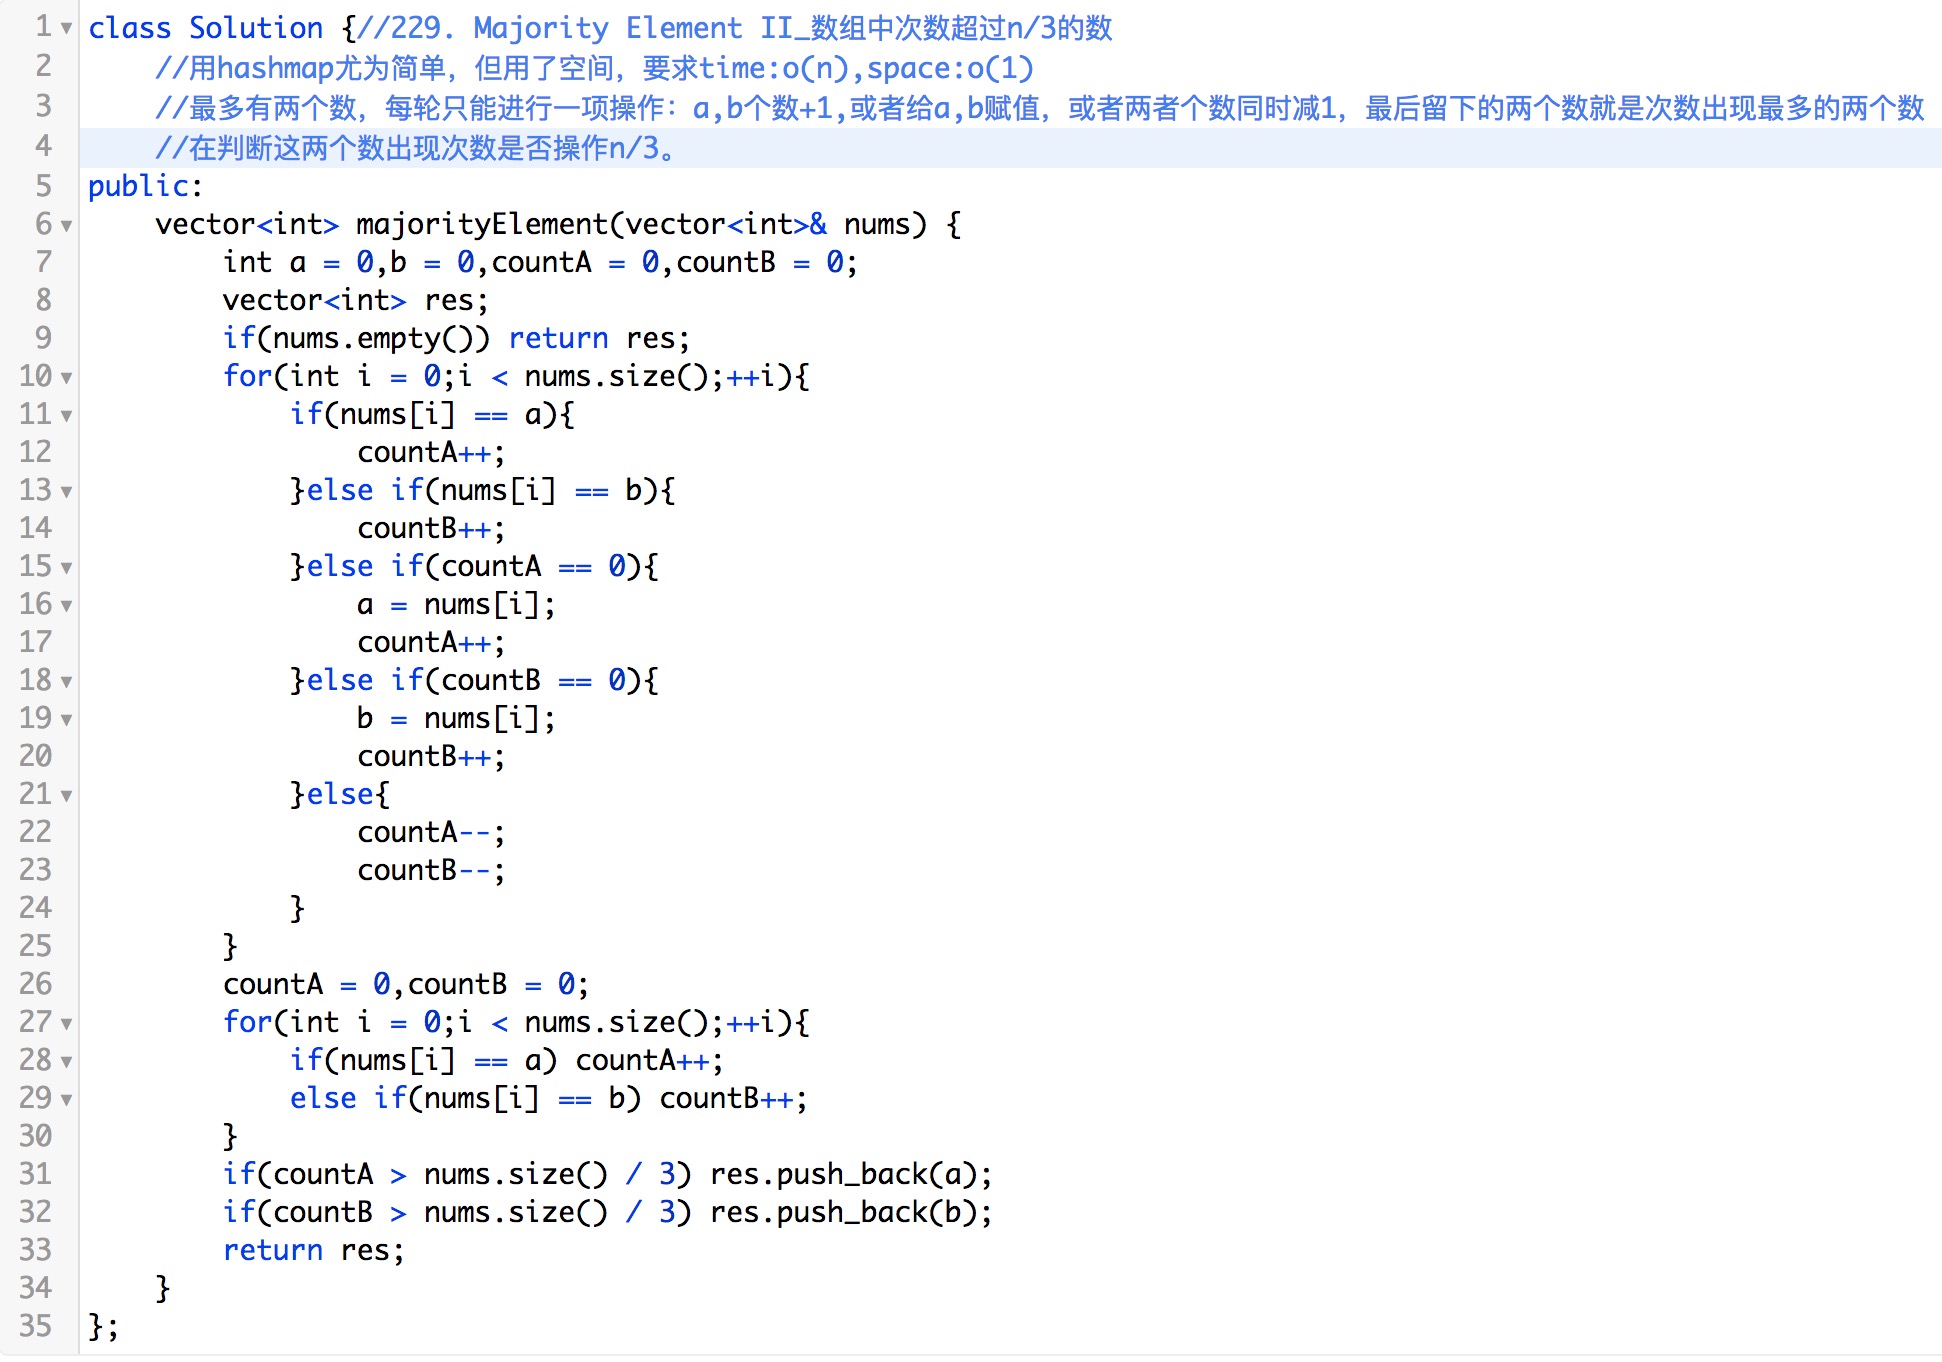 1 class Solution {//229. Majority Element II_数组中次数超过n/3的数
2     //用hashmap尤为简单，但用了空间，要求time:o(n),space:o(1)
3     //最多有两个数，每轮只能进行一项操作：a,b个数+1,或者给a,b赋值，或者两者个数同时减1，最后留下的两个数就是次数出现最多的两个数
4     //在判断这两个数出现次数是否操作n/3。
5 public:
6     vector<int> majorityElement(vector<int>& nums) {
7         int a = 0,b = 0,countA = 0,countB = 0;
8         vector<int> res;
9         if(nums.empty()) return res;
10         for(int i = 0;i < nums.size();++i){
11             if(nums[i] == a){
12                 countA++;
13             }else if(nums[i] == b){
14                 countB++;
15             }else if(countA == 0){
16                 a = nums[i];
17                 countA++;
18             }else if(countB == 0){
19                 b = nums[i];
20                 countB++;
21             }else{
22                 countA--;
23                 countB--;
24             }
25         }
26         countA = 0,countB = 0;
27         for(int i = 0;i < nums.size();++i){
28             if(nums[i] == a) countA++;
29             else if(nums[i] == b) countB++;
30         }
31         if(countA > nums.size() / 3) res.push_back(a);
32         if(countB > nums.size() / 3) res.push_back(b);
33         return res;
34     }
35 };